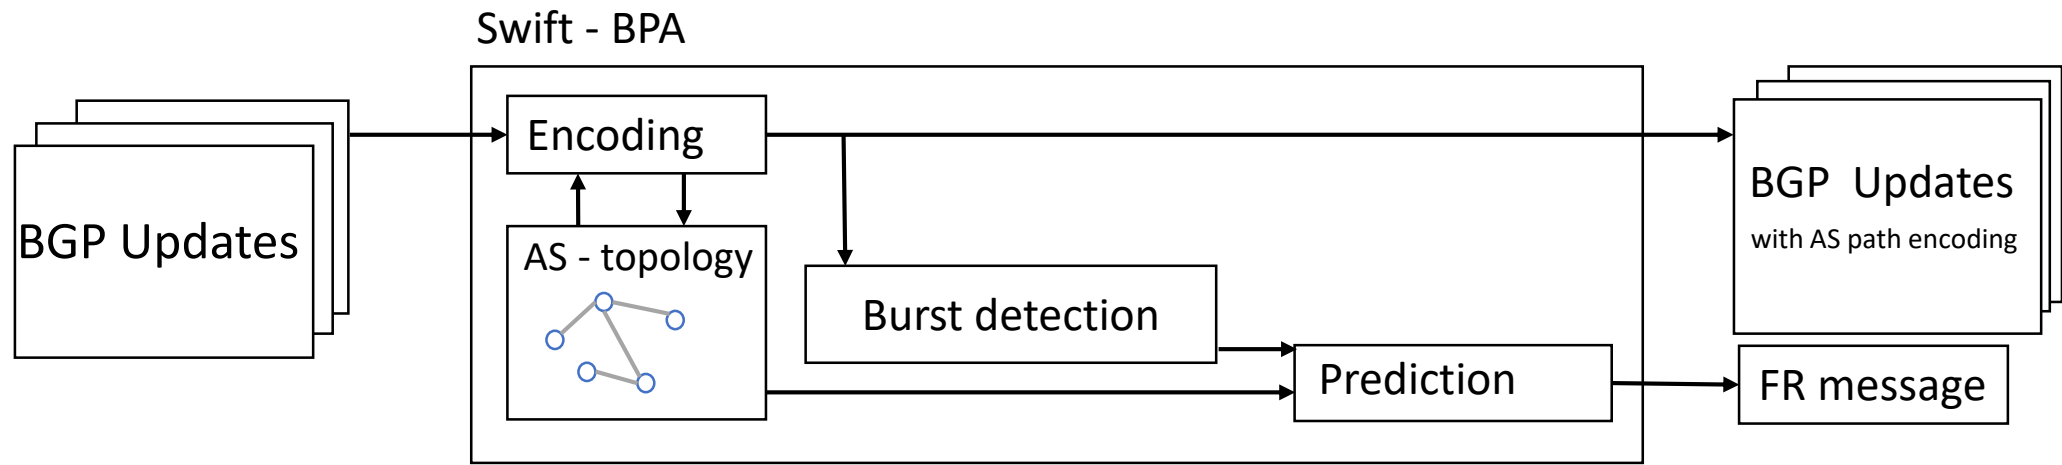 Swift - BPA
BGP Updates
Encoding
AS - topology
Burst detection
Prediction
BGP Updates
with AS path encoding
FR message